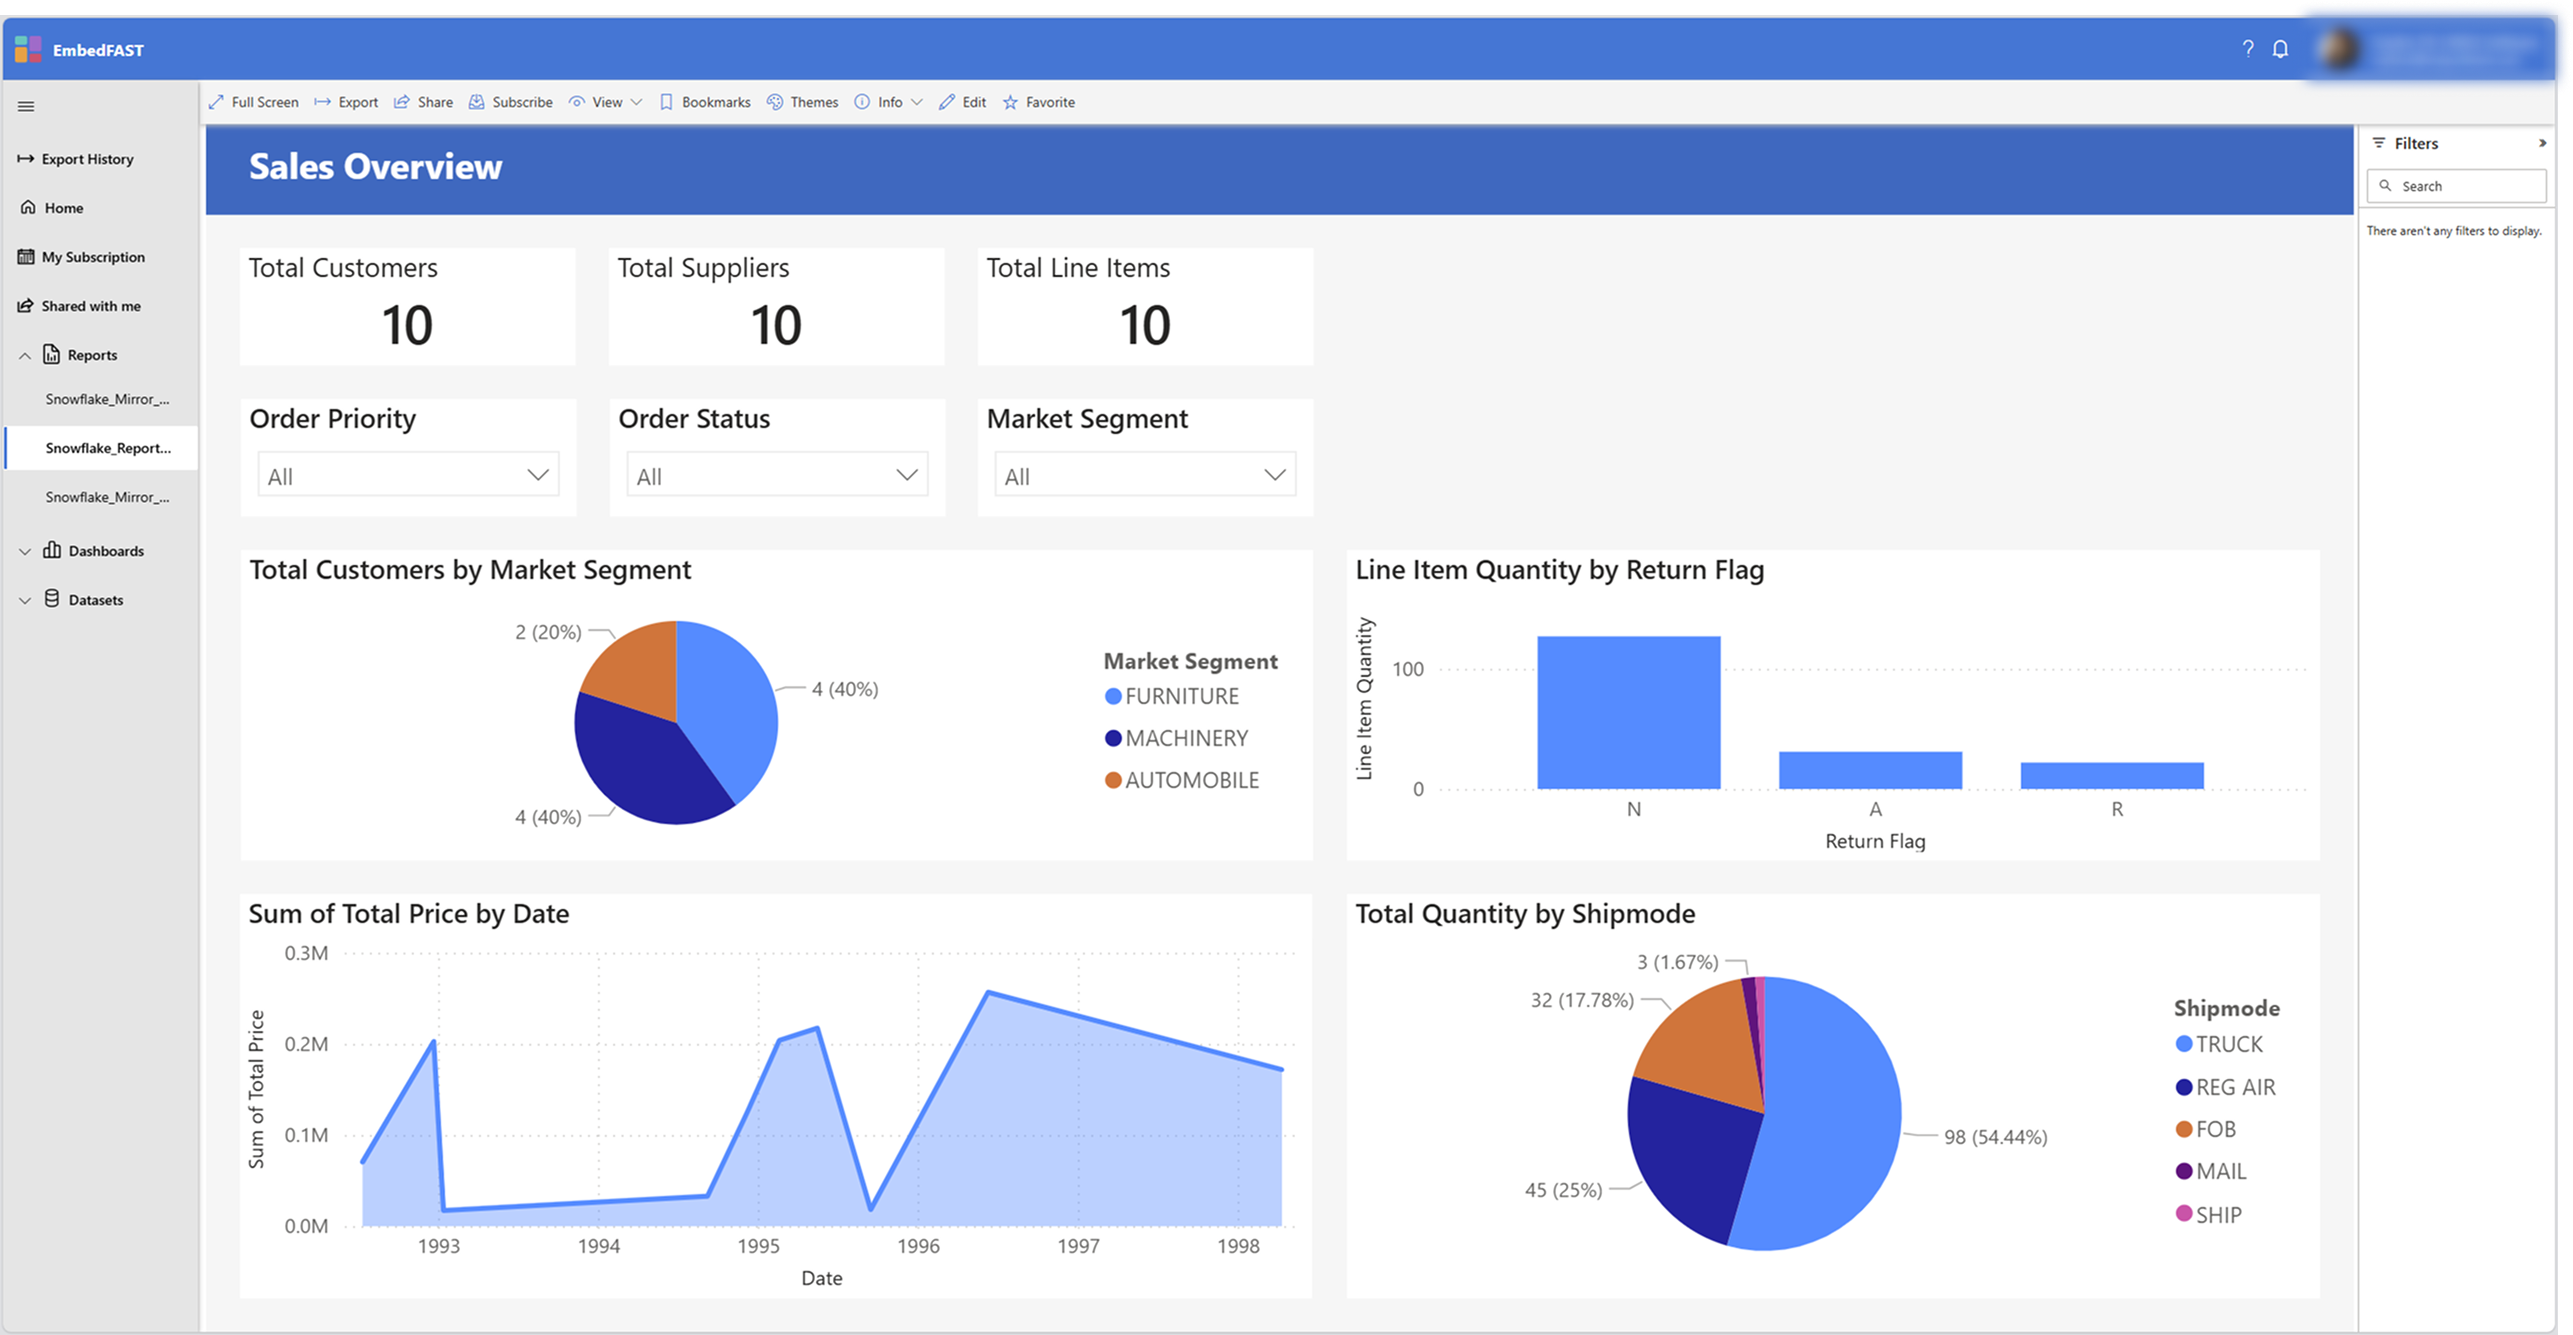 EmbedFAST
?
Full Screen Export Share Subscribe View Bookmarks Themes Info Edit Favorite
Export History
Home
My Subscription
Shared with me
Reports
Snowflake_Mirror_...
Snowflake_Report...
Snowflake_Mirror_...
Dashboards
Datasets
Sales Overview
Total Customers
10
Total Suppliers
10
Total Line Items
10
Order Priority
All
Order Status
All
Market Segment
All
Total Customers by Market Segment
2 (20%)
4 (40%)
4 (40%)
Market Segment
FURNITURE
MACHINERY
AUTOMOBILE
Line Item Quantity by Return Flag
Line Item Quantity
100
0
N A R
Return Flag
Sum of Total Price by Date
Sum of Total Price
0.3M
0.2M
0.1M
0.0M
1993 1994 1995 1996 1997 1998
Date
Total Quantity by Shipmode
3 (1.67%)
32 (17.78%)
98 (54.44%)
45 (25%)
Shipmode
TRUCK
REG AIR
FOB
MAIL
SHIP
Filters
Search
There aren't any filters to display.